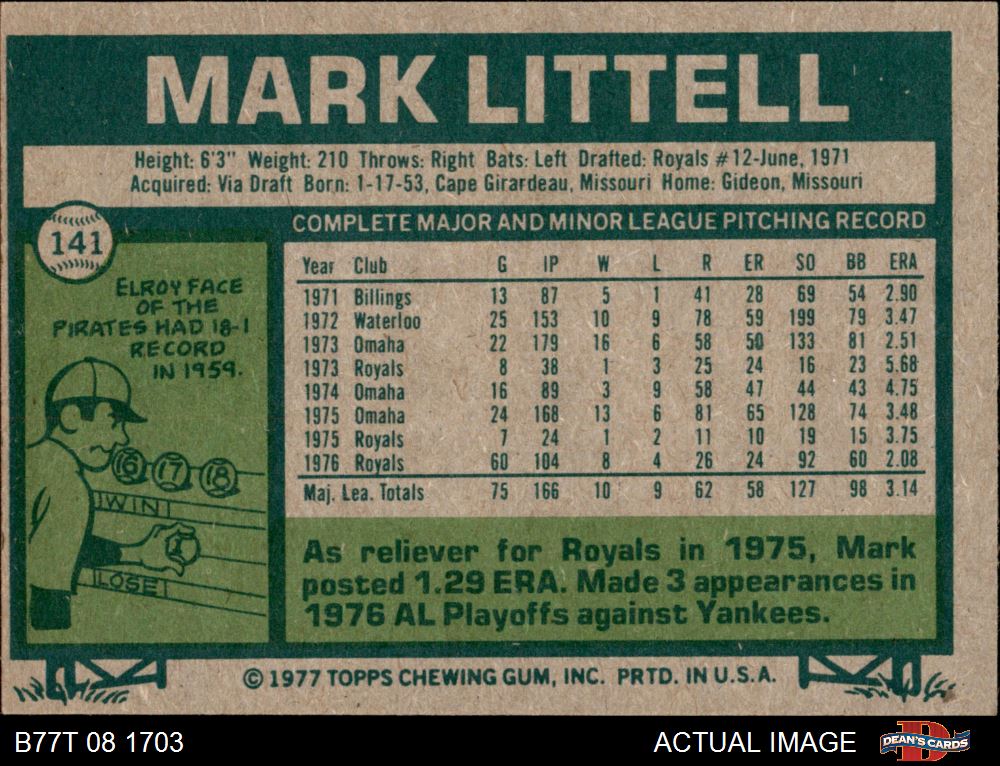 MARK LITTELL
Height: 6'3" Weight: 210 Throws: Right Bats: Left Drafted: Royals #12-June, 1971
Acquired: Via Draft Born: 1-17-53, Cape Girardeau, Missouri Home: Gideon, Missouri
141
ELROY FACE
OF THE
PIRATES HAD 18-1
RECORD
IN 1959.
16 17 18
WIN
1
LOSE
COMPLETE MAJOR AND MINOR LEAGUE PITCHING RECORD
Year Club G IP W L R ER SO BB ERA
1971 Billings 13 87 5 1 41 28 69 54 2.90
1972 Waterloo 25 153 10 9 78 59 199 79 3.47
1973 Omaha 22 179 16 6 58 50 133 81 2.51
1973 Royals 8 38 1 3 25 24 16 23 5.68
1974 Omaha 16 89 3 9 58 47 44 43 4.75
1975 Omaha 24 168 13 6 81 65 128 74 3.48
1975 Royals 7 24 1 2 11 10 19 15 3.75
1976 Royals 60 104 8 4 26 24 92 60 2.08
Maj. Lea. Totals 75 166 10 9 62 58 127 98 3.14
As reliever for Royals in 1975, Mark
posted 1.29 ERA. Made 3 appearances in
1976 AL Playoffs against Yankees.
© 1977 TOPPS CHEWING GUM, INC. PRTD. IN U.S.A.
B77T 08 1703 ACTUAL IMAGE
D
DEAN'S CARDS